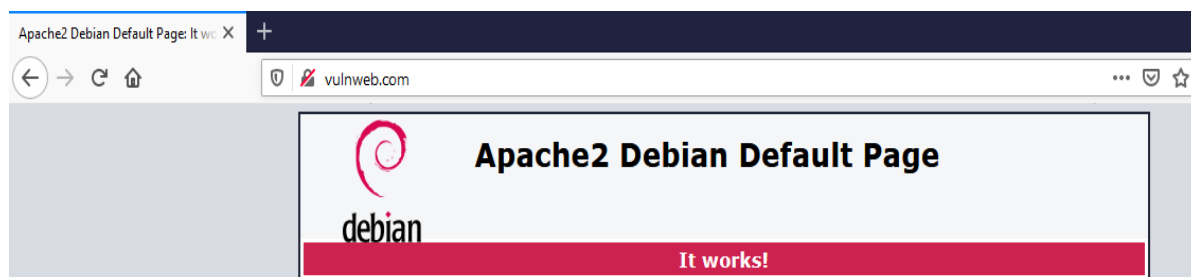 Apache2 Debian Default Page: It wo
vulnweb.com
Apache2 Debian Default Page
debian
It works!